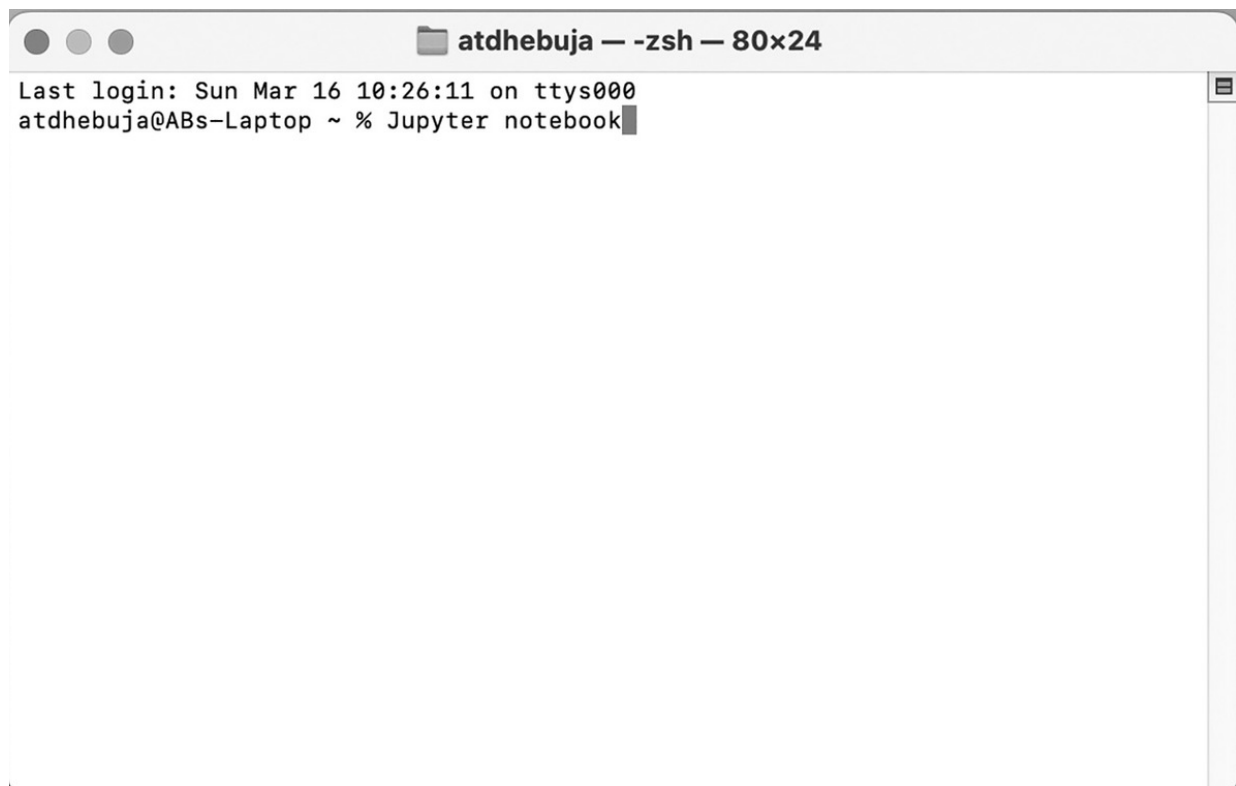 atdhebuja — -zsh — 80×24
Last login: Sun Mar 16 10:26:11 on ttys000
atdhebuja@ABs-Laptop ~ % Jupyter notebook